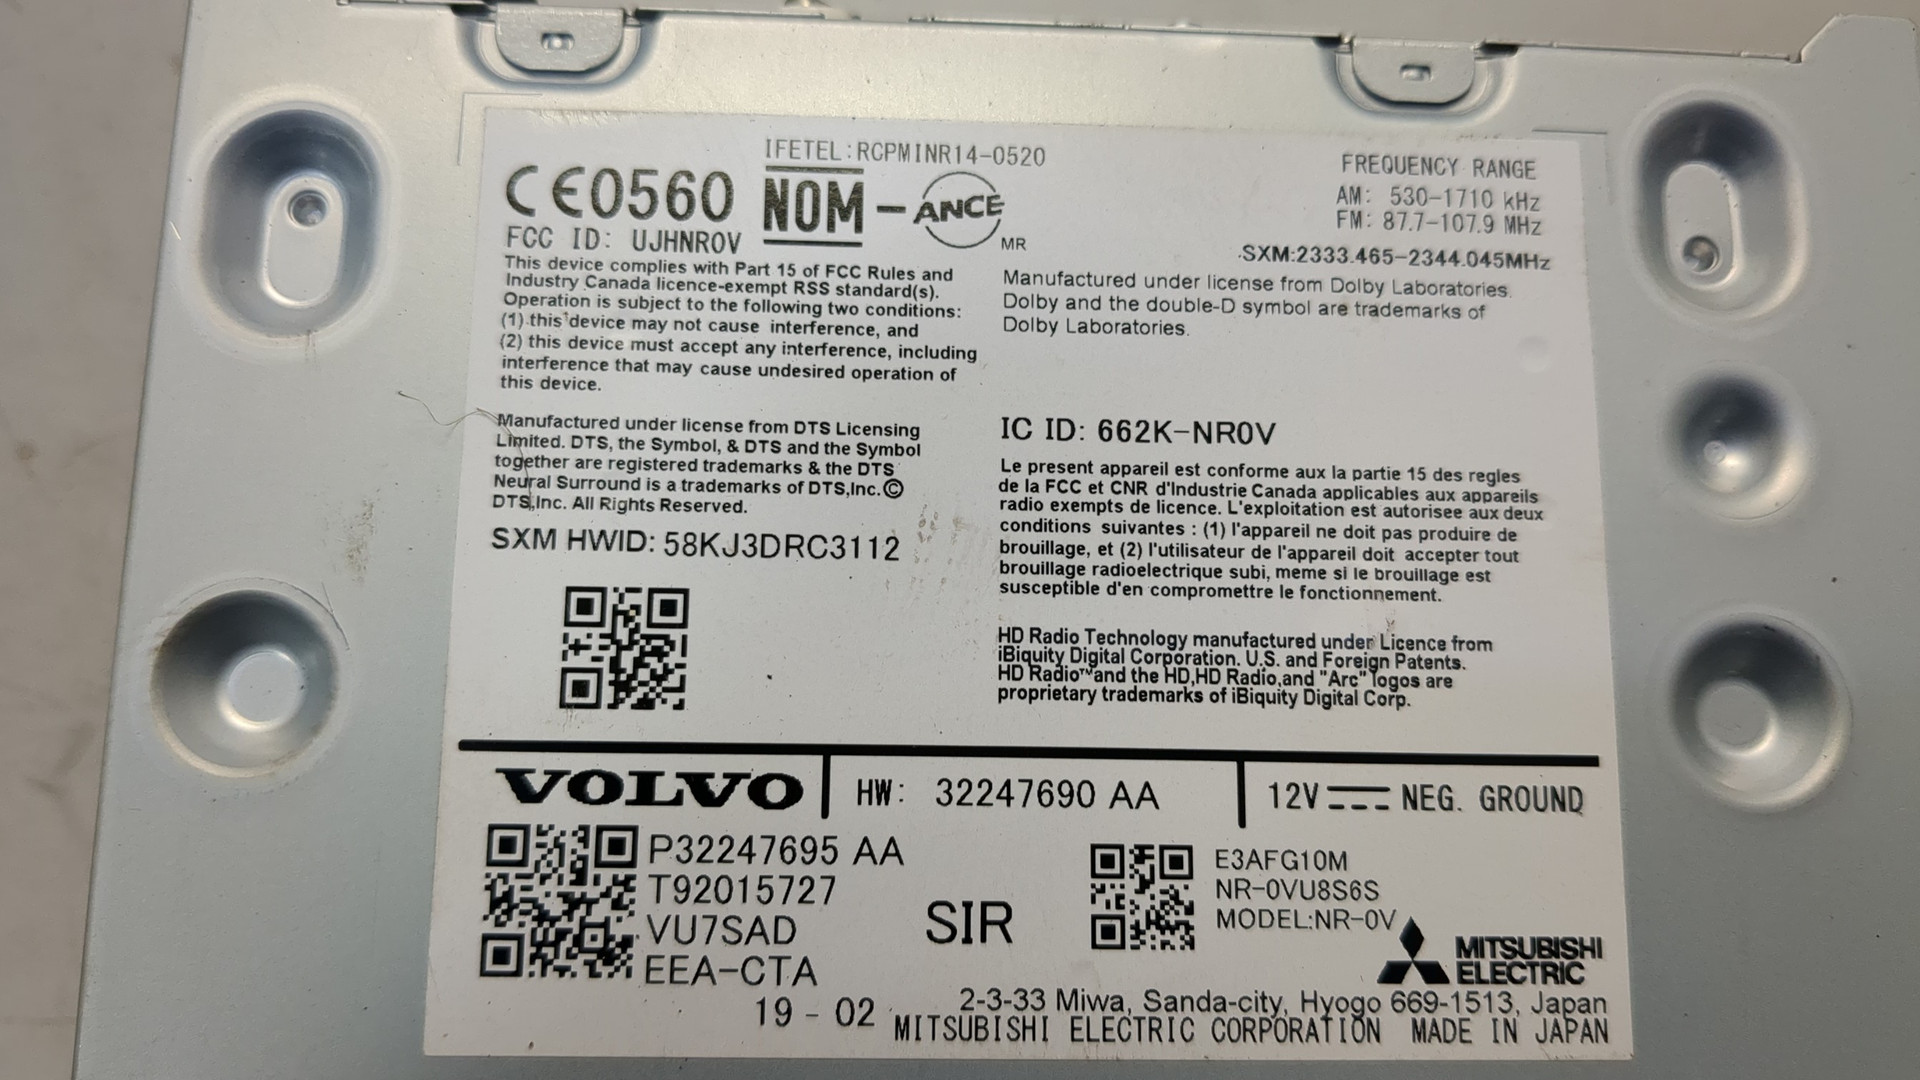 IFETEL:RCPMINR14-0520
CE0560 NOM-ANCE
MR
FCC ID: UJHNR0V
This device complies with Part 15 of FCC Rules and
Industry Canada licence-exempt RSS standard(s).
Operation is subject to the following two conditions:
(1) this device may not cause interference, and
(2) this device must accept any interference, including
interference that may cause undesired operation of
this device.
FREQUENCY RANGE
AM: 530-1710 kHz
FM: 87.7-107.9 MHz
SXM:2333.465-2344.045MHz
Manufactured under license from Dolby Laboratories.
Dolby and the double-D symbol are trademarks of
Dolby Laboratories.
Manufactured under license from DTS Licensing
Limited. DTS, the Symbol, & DTS and the Symbol
together are registered trademarks & the DTS
Neural Surround is a trademarks of DTS,Inc.©
DTS,Inc. All Rights Reserved.
SXM HWID: 58KJ3DRC3112
IC ID: 662K-NR0V
Le present appareil est conforme aux la partie 15 des regles
de la FCC et CNR d'Industrie Canada applicables aux appareils
radio exempts de licence. L'exploitation est autorisee aux deux
conditions suivantes : (1) l'appareil ne doit pas produire de
brouillage, et (2) l'utilisateur de l'appareil doit accepter tout
brouillage radioelectrique subi, meme si le brouillage est
susceptible d'en compromettre le fonctionnement.
HD Radio Technology manufactured under Licence from
iBiquity Digital Corporation. U.S. and Foreign Patents.
HD Radio™and the HD,HD Radio,and "Arc" logos are
proprietary trademarks of iBiquity Digital Corp.
VOLVO HW: 32247690 AA 12V NEG. GROUND
P32247695 AA
T92015727
VU7SAD
EEA-CTA
SIR
E3AFG10M
NR-0VU8S6S
MODEL:NR-0V
MITSUBISHI
ELECTRIC
19 - 02
2-3-33 Miwa, Sanda-city, Hyogo 669-1513, Japan
MITSUBISHI ELECTRIC CORPORATION MADE IN JAPAN